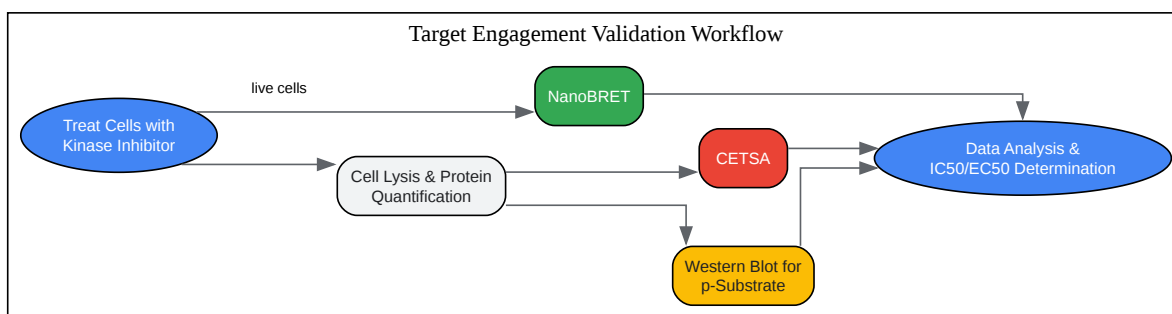 Target Engagement Validation Workflow
live cells
NanoBRET
Treat Cells with
Kinase Inhibitor
Cell Lysis & Protein
Quantification
CETSA
Data Analysis &
IC50/EC50 Determination
Western Blot for
p-Substrate